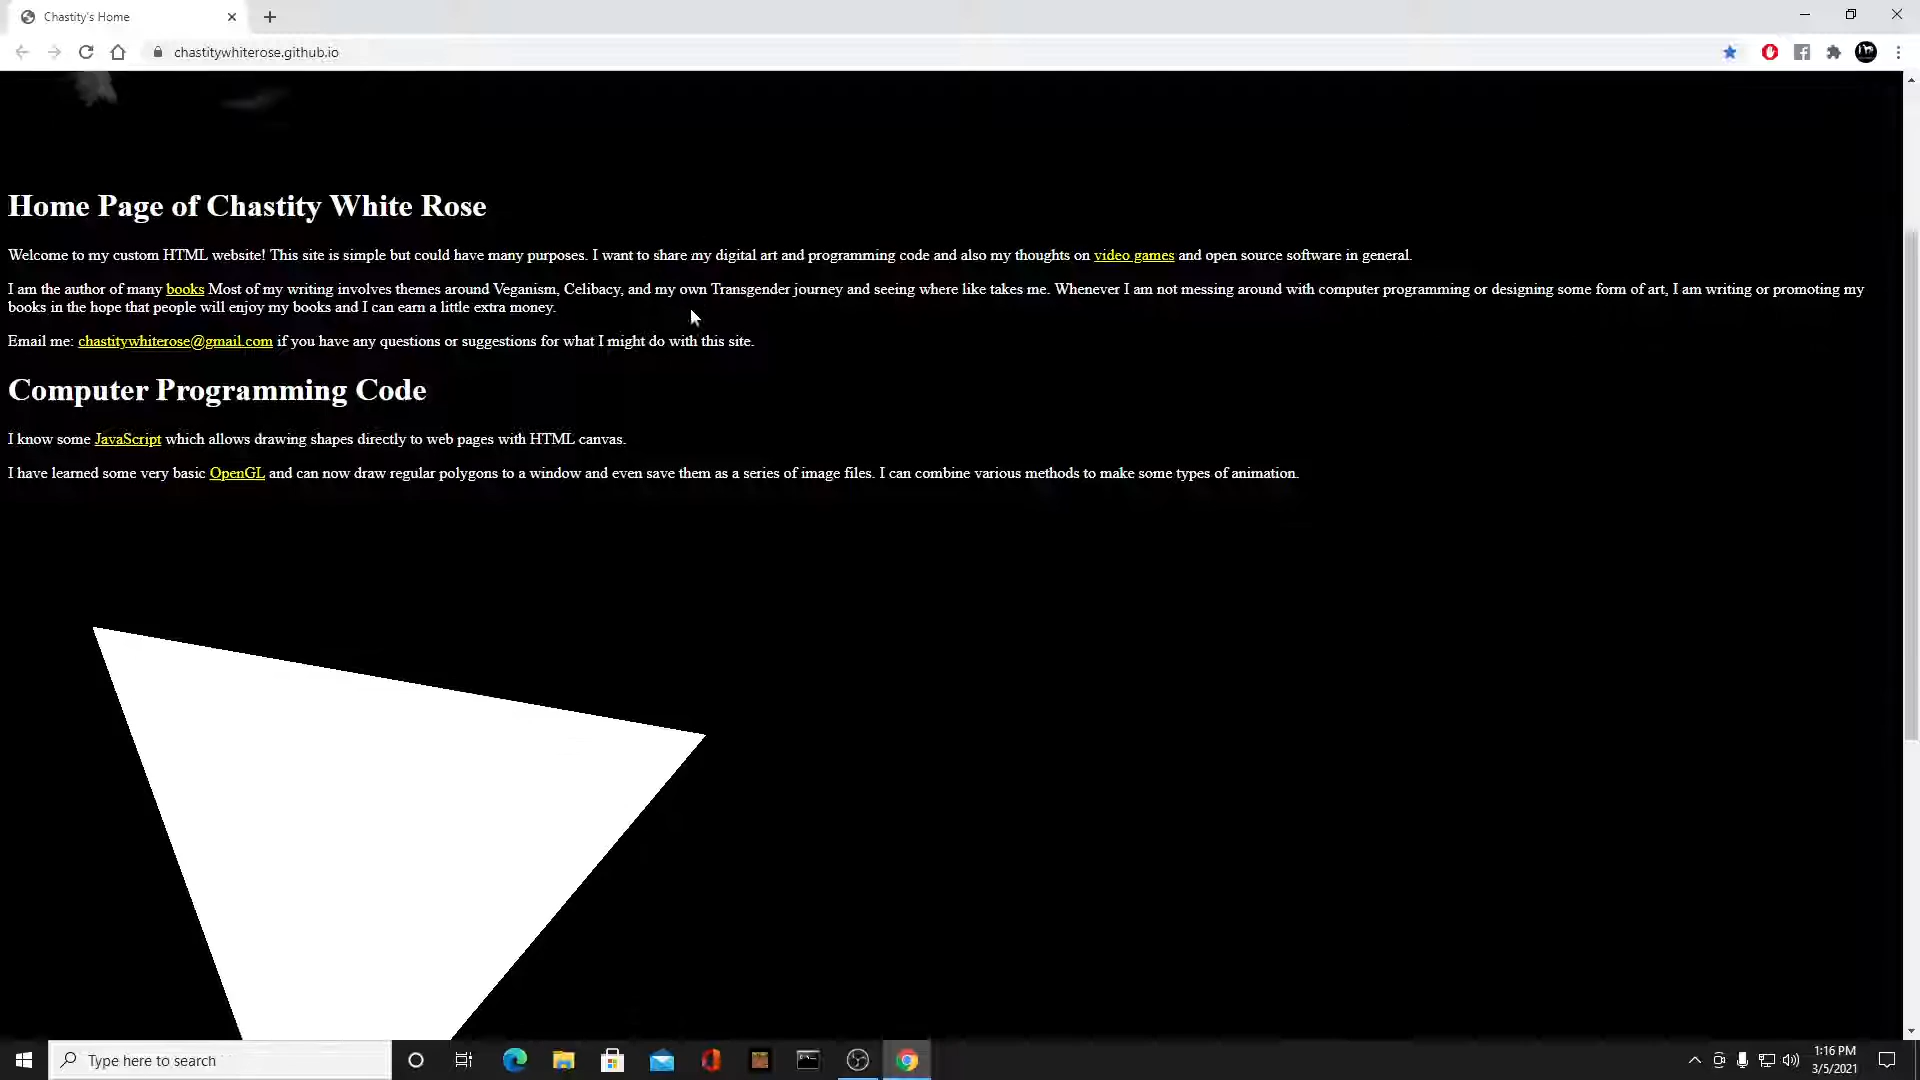 Chastity's Home
chastitywhiterose.github.io
Home Page of Chastity White Rose
Welcome to my custom HTML website! This site is simple but could have many purposes. I want to share my digital art and programming code and also my thoughts on video games and open source software in general.
I am the author of many books Most of my writing involves themes around Veganism, Celibacy, and my own Transgender journey and seeing where like takes me. Whenever I am not messing around with computer programming or designing some form of art, I am writing or promoting my
books in the hope that people will enjoy my books and I can earn a little extra money.
Email me: chastitywhiterose@gmail.com if you have any questions or suggestions for what I might do with this site.
Computer Programming Code
I know some JavaScript which allows drawing shapes directly to web pages with HTML canvas.
I have learned some very basic OpenGL and can now draw regular polygons to a window and even save them as a series of image files. I can combine various methods to make some types of animation.
Type here to search
1:16 PM
3/5/2021